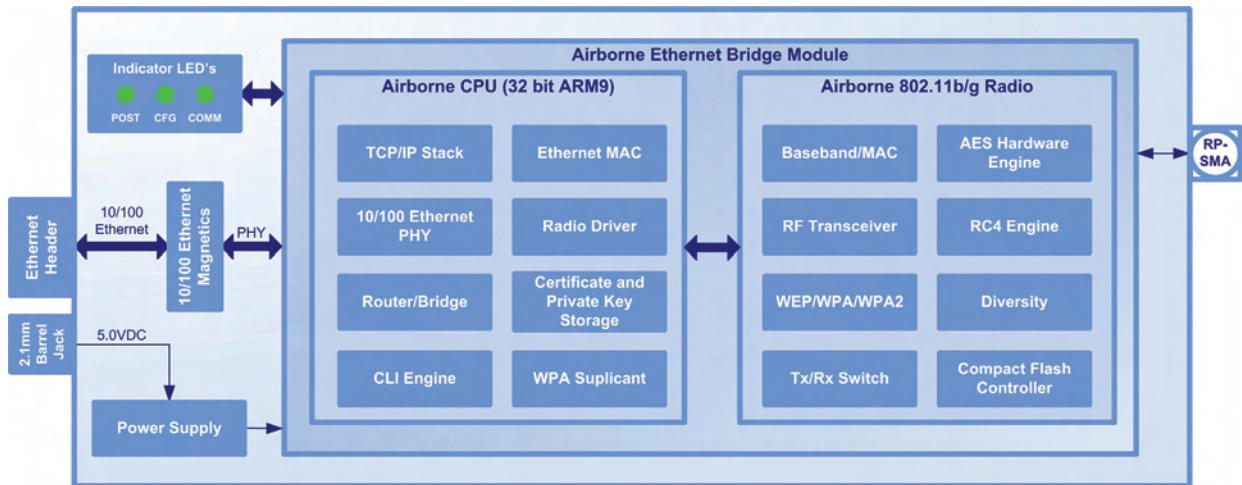 Airborne Ethernet Bridge Module
Indicator LED's
POST CFG COMM
Airborne CPU (32 bit ARM9)
TCP/IP Stack
Ethernet MAC
10/100 Ethernet
PHY
Radio Driver
Router/Bridge
Certificate and
Private Key
Storage
CLI Engine
WPA Suplicant
Airborne 802.11b/g Radio
Baseband/MAC
AES Hardware
Engine
RF Transceiver
RC4 Engine
WEP/WPA/WPA2
Diversity
Tx/Rx Switch
Compact Flash
Controller
RP-
SMA
Ethernet
Header
10/100
Ethernet
10/100 Ethernet
Magnetics
PHY
2.1mm
Barrel
Jack
5.0VDC
Power Supply